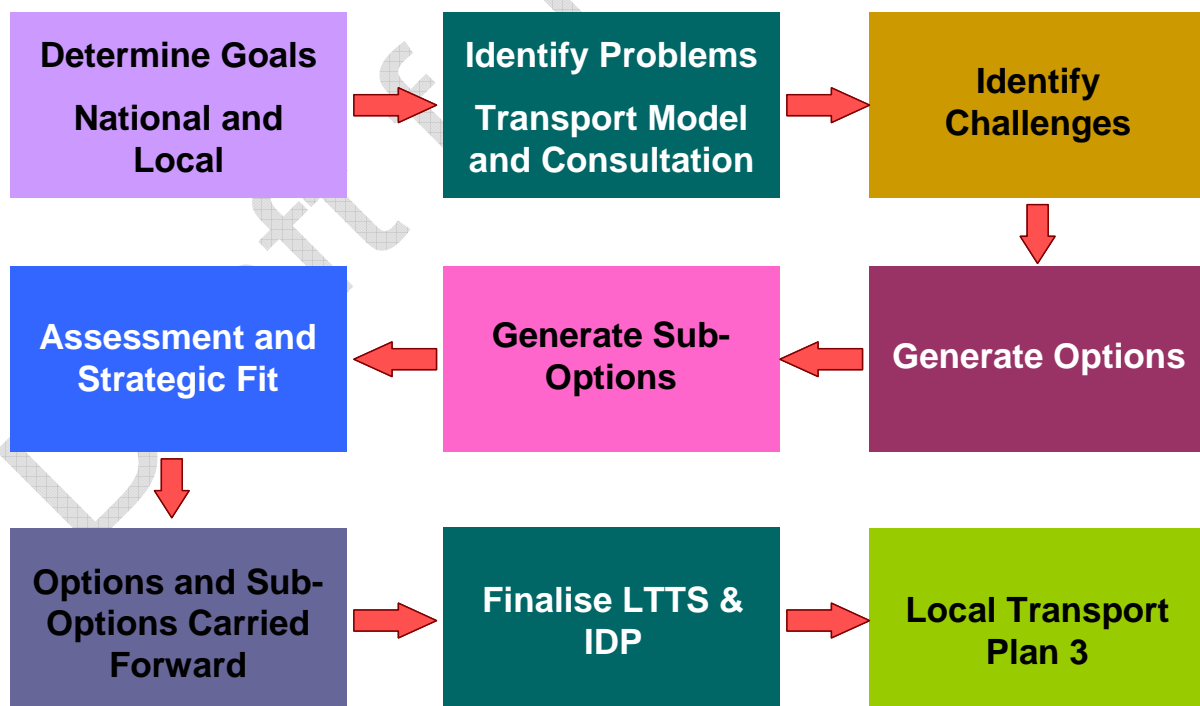 Determine Goals
National and
Local
Identify Problems
Transport Model
and Consultation
Identify
Challenges
Assessment and
Strategic Fit
Generate Sub-
Options
Generate Options
Options and Sub-
Options Carried
Forward
Finalise LTTS &
IDP
Local Transport
Plan 3